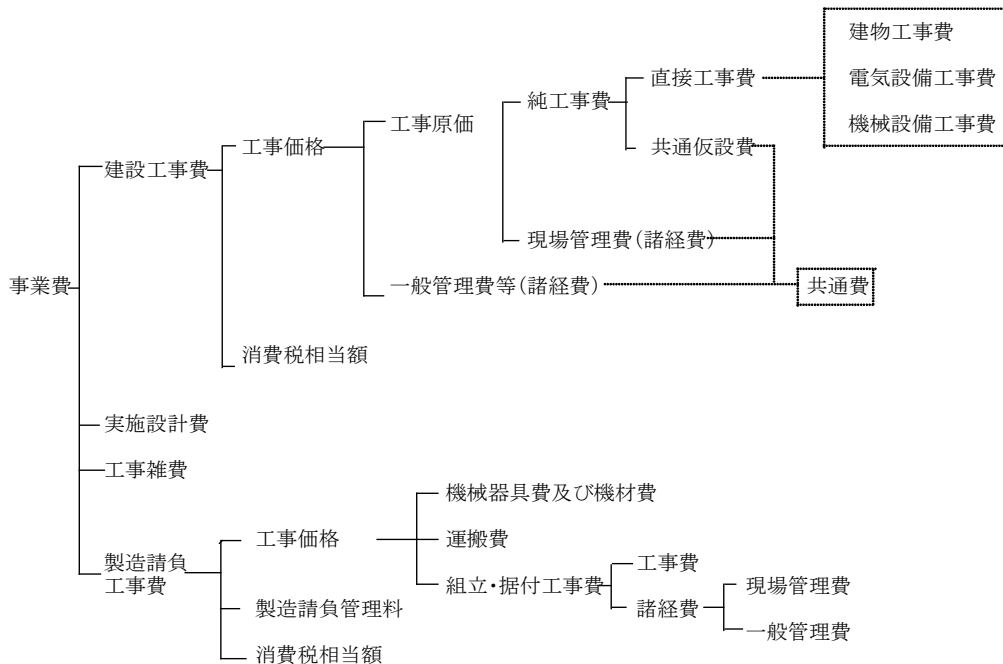 建物工事費
電気設備工事費
機械設備工事費
直接工事費
純工事費
共通仮設費
工事原価
工事価格
建設工事費
現場管理費(諸経費)
一般管理費等(諸経費)
共通費
事業費
消費税相当額
実施設計費
工事雑費
機械器具費及び機材費
工事価格
運搬費
製造請負
工事費
組立・据付工事費
工事費
諸経費
現場管理費
一般管理費
製造請負管理料
消費税相当額